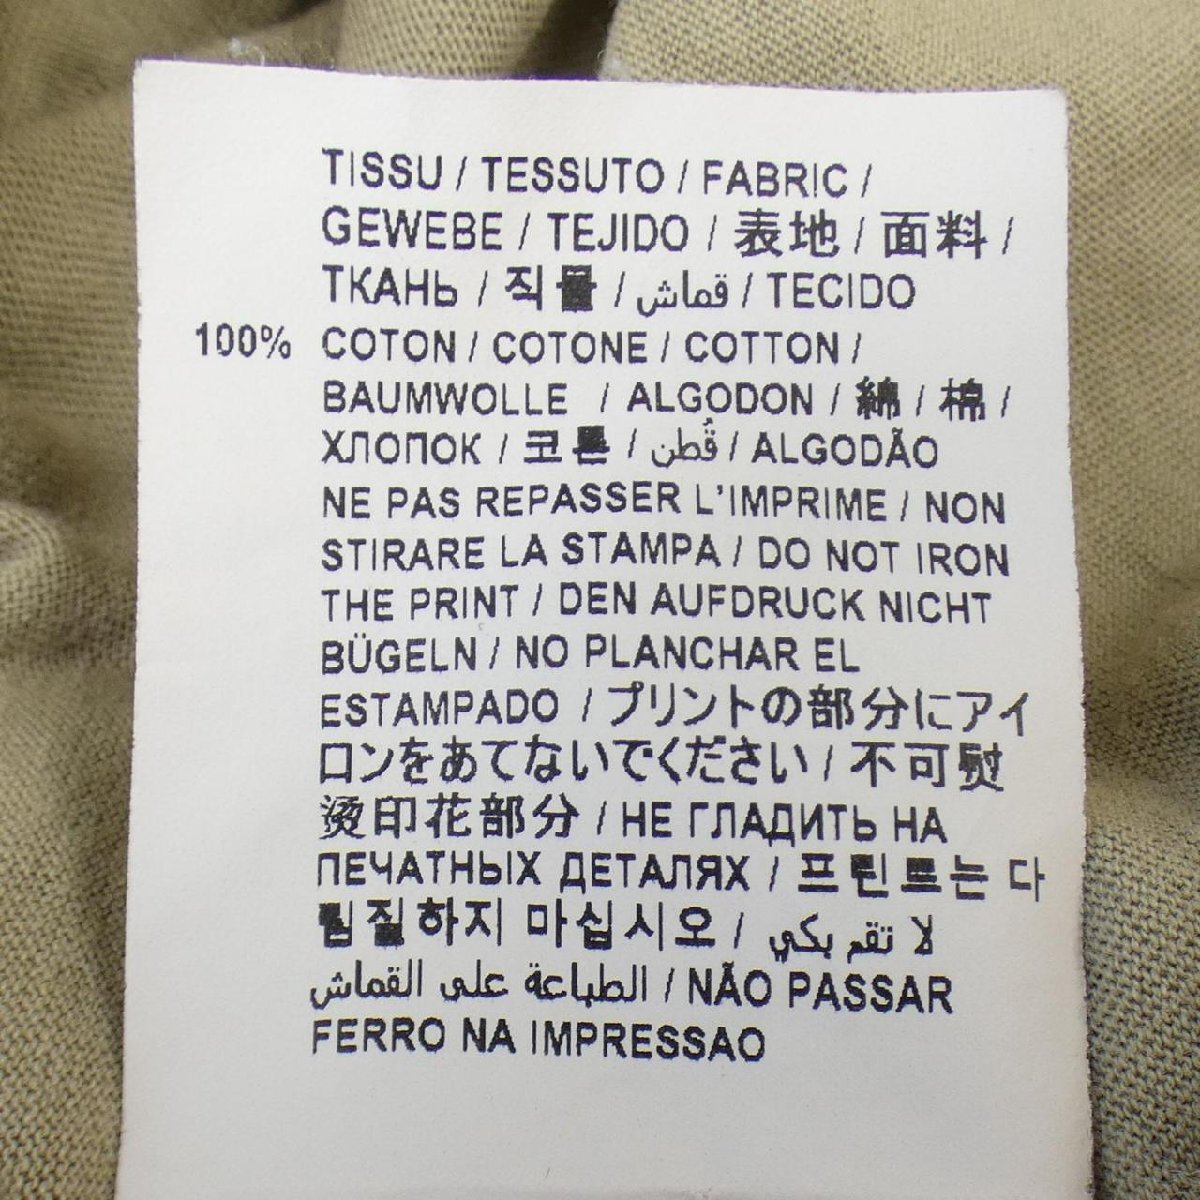 TISSU / TESSUTO / FABRIC /
GEWEBE / TEJIDO / 表地 / 面料 /
ТКАНЬ / 직물 / قماش / TECIDO
100% COTON / COTONE / COTTON /
BAUMWOLLE / ALGODON / 綿 / 棉 /
ХЛОПОК / 코튼 / قُطن / ALGODÃO
NE PAS REPASSER L'IMPRIME / NON
STIRARE LA STAMPA / DO NOT IRON
THE PRINT / DEN AUFDRUCK NICHT
BÜGELN / NO PLANCHAR EL
ESTAMPADO / プリントの部分にアイ
ロンをあてないでください / 不可熨
烫印花部分 / НЕ ГЛАДИТЬ НА
ПЕЧАТНЫХ ДЕТАЛЯХ / 프린트는 다
림질하지 마십시오 / لا تقم بكي
الطباعة على القماش / NÃO PASSAR
FERRO NA IMPRESSAO